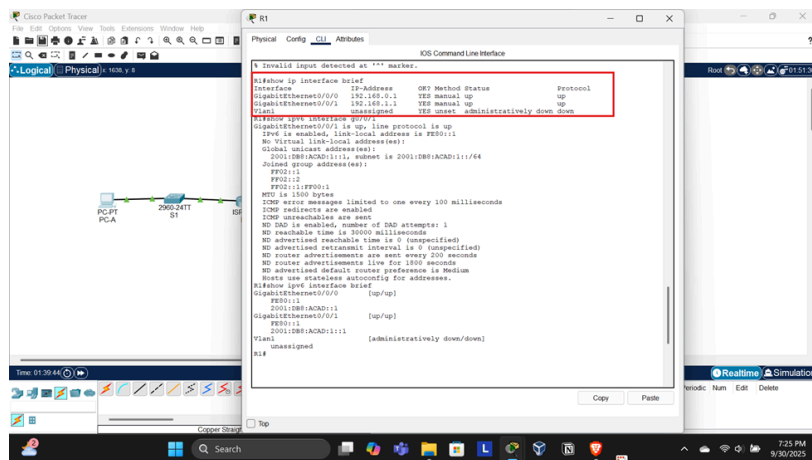 Cisco Packet Tracer
File Edit Options View Tools Extensions Window Help
Logical Physical x: 1638, y: 8
Root 01:51:3
PC-PT
PC-A
2960-24TT
S1
ISP
Time: 01:39:44
Realtime Simulation
Periodic Num Edit Delete
Copper Straight
R1
Physical Config CLI Attributes
IOS Command Line Interface
% Invalid input detected at '^' marker.
R1#show ip interface brief
Interface IP-Address OK? Method Status Protocol
GigabitEthernet0/0/0 192.168.0.1 YES manual up up
GigabitEthernet0/0/1 192.168.1.1 YES manual up up
Vlan1 unassigned YES unset administratively down down
R1#show ipv6 interface g0/0/1
GigabitEthernet0/0/1 is up, line protocol is up
IPv6 is enabled, link-local address is FE80::1
No Virtual link-local address(es):
Global unicast address(es):
2001:DB8:ACAD:1::1, subnet is 2001:DB8:ACAD:1::/64
Joined group address(es):
FF02::1
FF02::2
FF02::1:FF00:1
MTU is 1500 bytes
ICMP error messages limited to one every 100 milliseconds
ICMP redirects are enabled
ICMP unreachables are sent
ND DAD is enabled, number of DAD attempts: 1
ND reachable time is 30000 milliseconds
ND advertised reachable time is 0 (unspecified)
ND advertised retransmit interval is 0 (unspecified)
ND router advertisements are sent every 200 seconds
ND router advertisements live for 1800 seconds
ND advertised default router preference is Medium
Hosts use stateless autoconfig for addresses.
R1#show ipv6 interface brief
GigabitEthernet0/0/0 [up/up]
FE80::1
2001:DB8:ACAD::1
GigabitEthernet0/0/1 [up/up]
FE80::1
2001:DB8:ACAD:1::1
Vlan1 [administratively down/down]
unassigned
R1#
Copy Paste
Top
Search
7:25 PM
9/30/2025